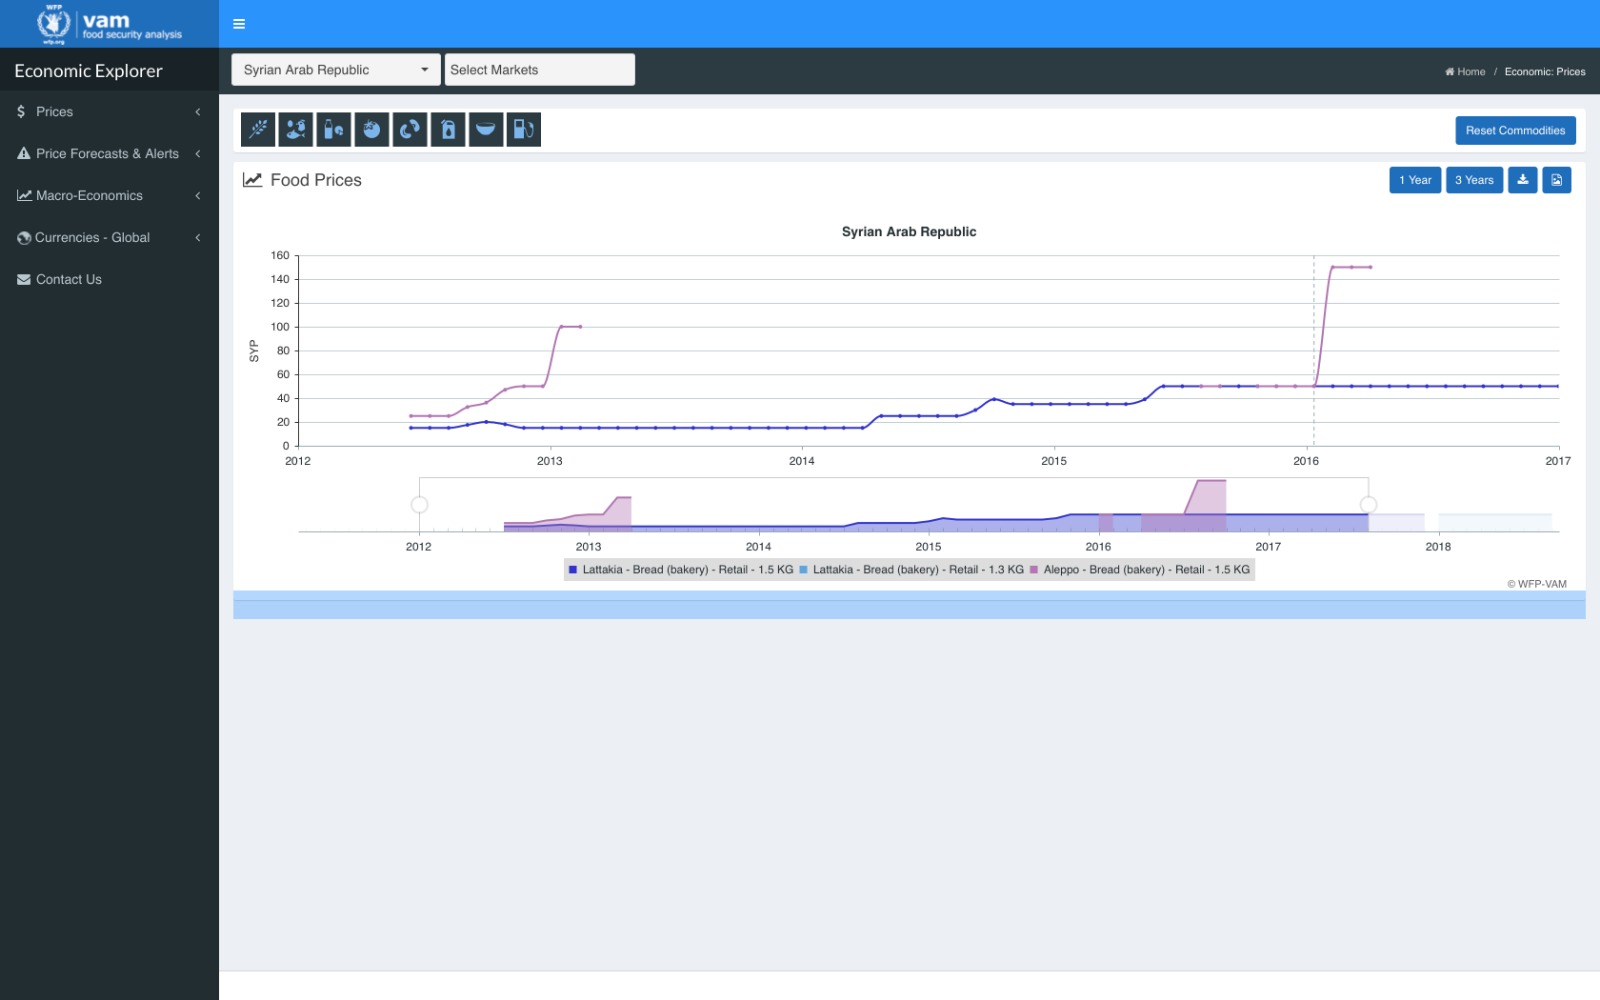 WFP
wfp.org
vam
food security analysis
Economic Explorer
Syrian Arab Republic
Select Markets
Home / Economic: Prices
Prices
Price Forecasts & Alerts
Macro-Economics
Currencies - Global
Contact Us
Reset Commodities
Food Prices
1 Year
3 Years
Syrian Arab Republic
SYP
160
140
120
100
80
60
40
20
0
2012 2013 2014 2015 2016 2017
2012 2013 2014 2015 2016 2017 2018
Lattakia - Bread (bakery) - Retail - 1.5 KG Lattakia - Bread (bakery) - Retail - 1.3 KG Aleppo - Bread (bakery) - Retail - 1.5 KG
© WFP-VAM